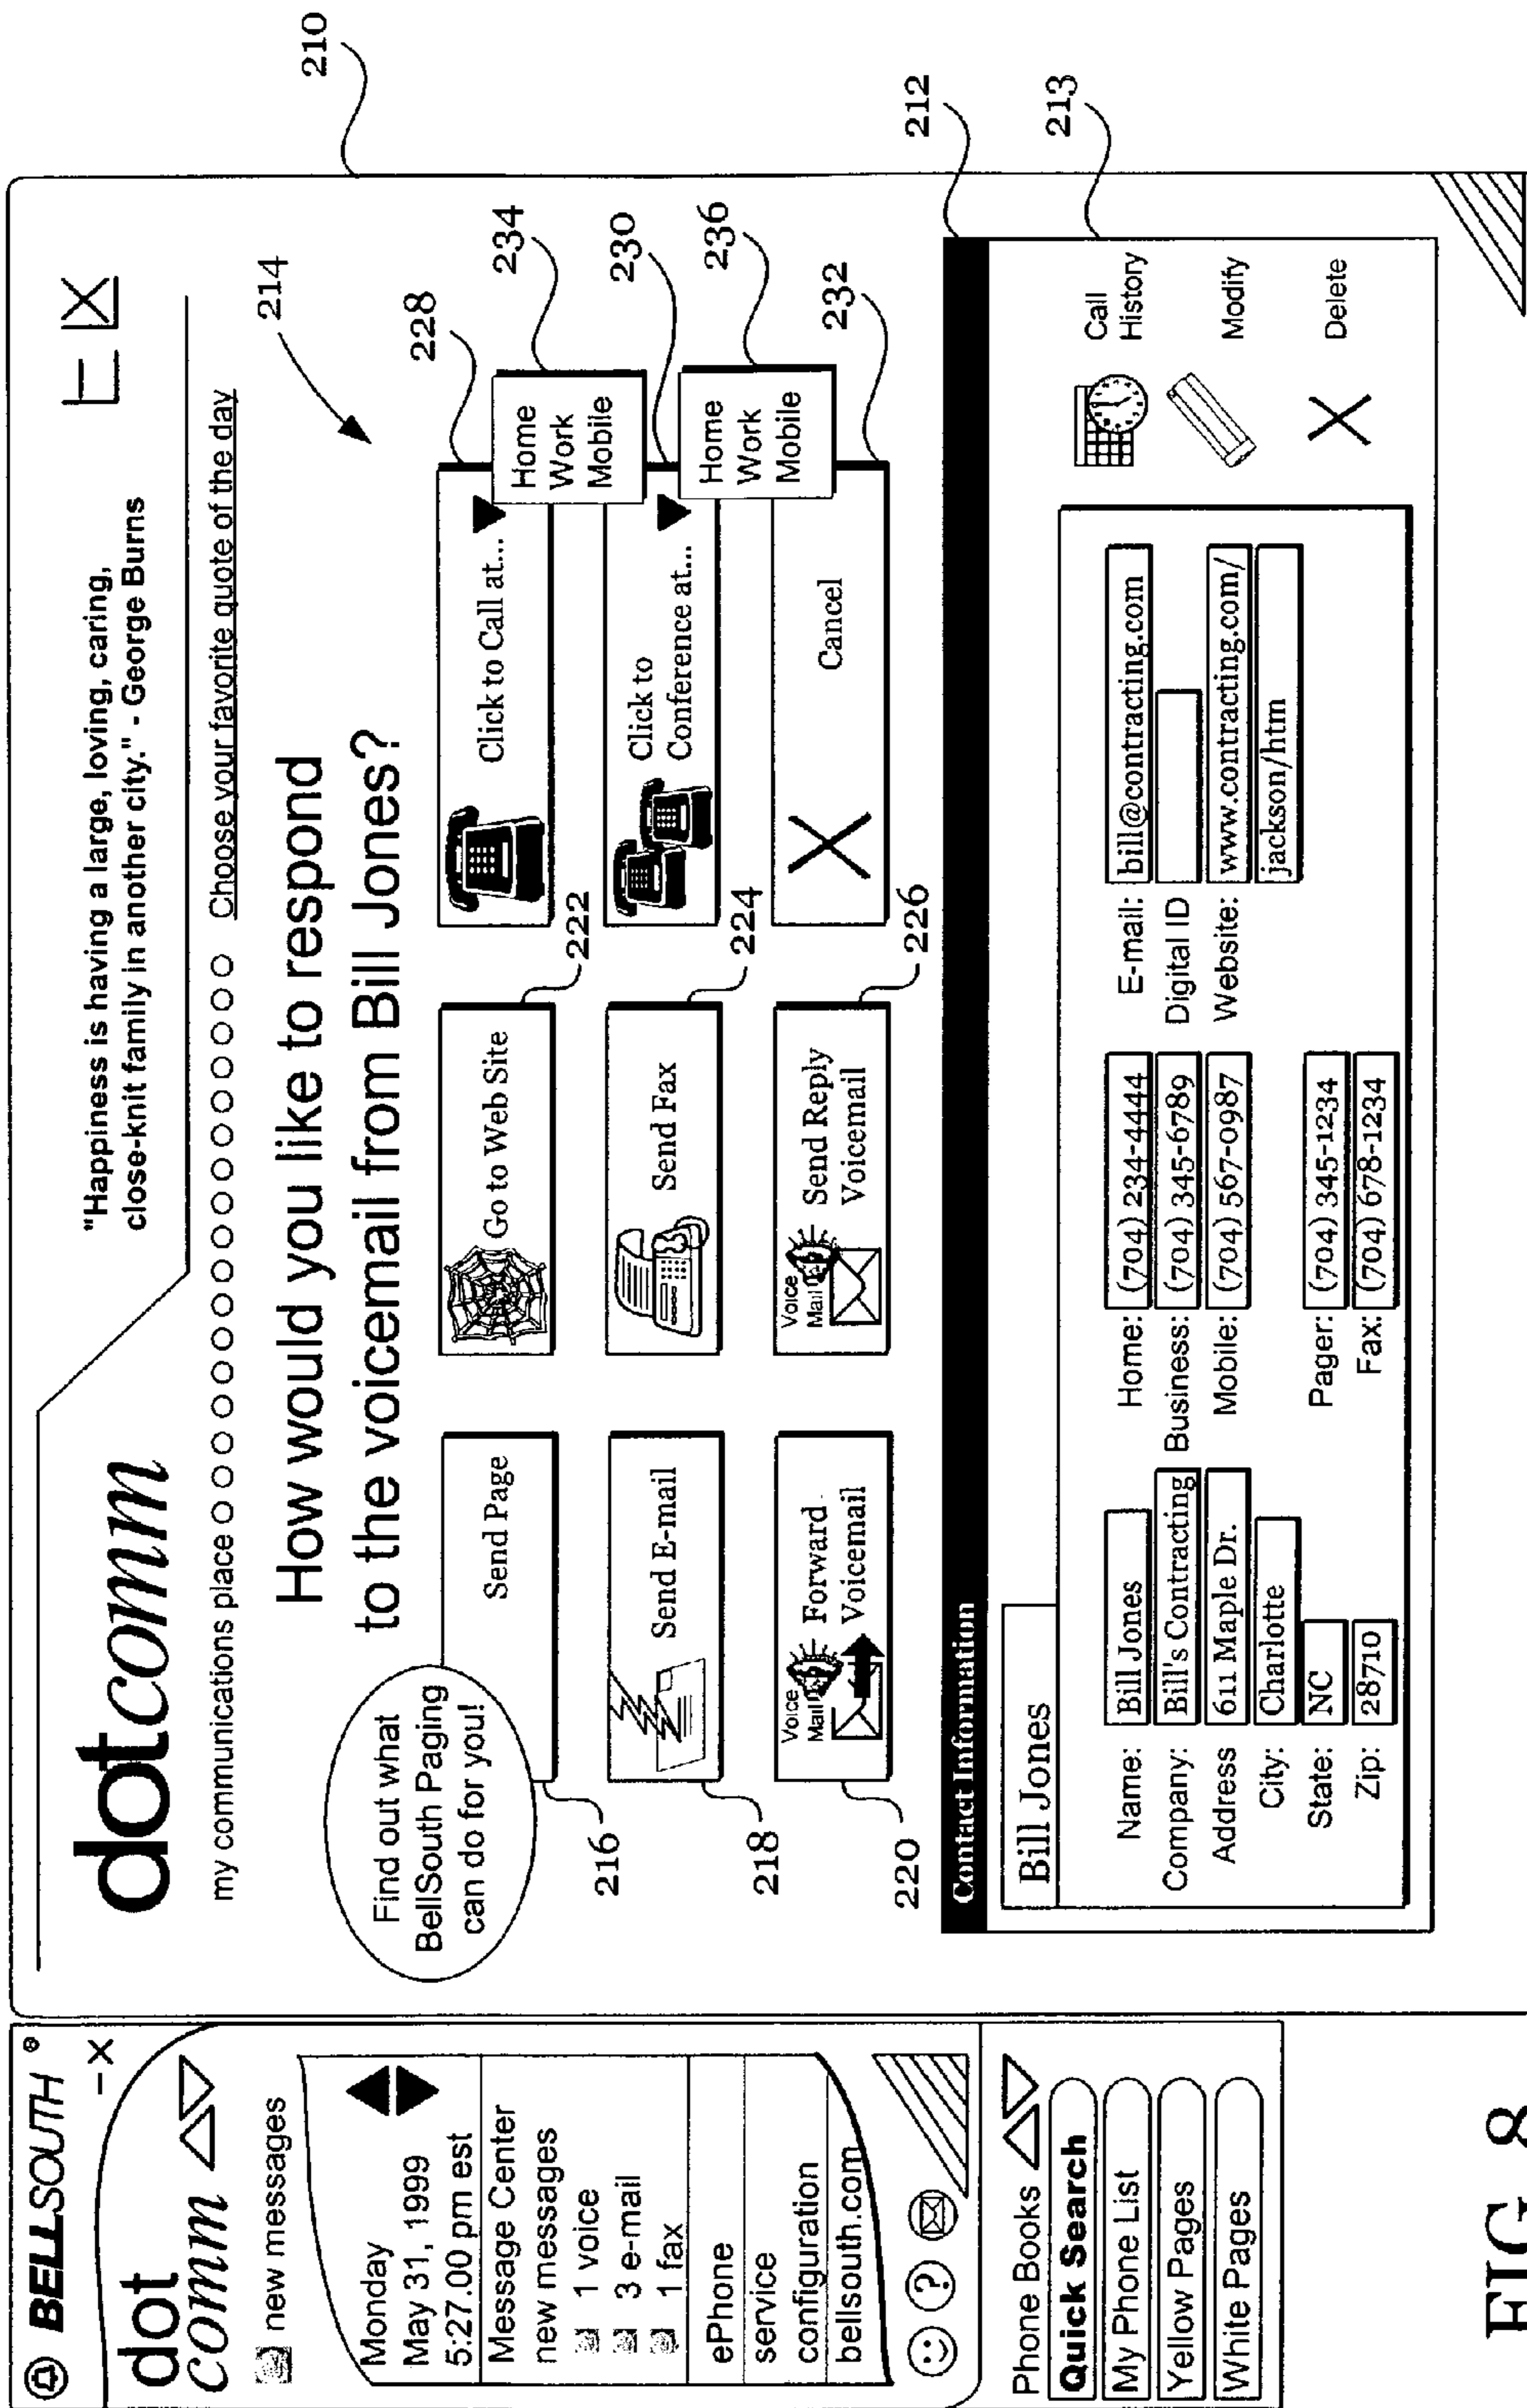 BELLSOUTH ®
- X
dot
comm
new messages
Monday
May 31, 1999
5:27.00 pm est
Message Center
new messages
1 voice
3 e-mail
1 fax
ePhone
service
configuration
bellsouth.com
?
Phone Books
Quick Search
My Phone List
Yellow Pages
White Pages
dotcomm
"Happiness is having a large, loving, caring,
close-knit family in another city." - George Burns
my communications place
Choose your favorite quote of the day
How would you like to respond
to the voicemail from Bill Jones?
Find out what
BellSouth Paging
can do for you!
Send Page
Go to Web Site
Click to Call at...
Home
Work
Mobile
Send E-mail
Send Fax
Click to
Conference at...
Home
Work
Mobile
Voice
Mail
Forward
Voicemail
Voice
Mail
Send Reply
Voicemail
Cancel
210
214
228
234
230
236
232
222
224
226
216
218
220
212
213
Contact Information
Bill Jones
Name: Bill Jones
Company: Bill's Contracting
Address 611 Maple Dr.
City: Charlotte
State: NC
Zip: 28710
Home: (704) 234-4444
Business: (704) 345-6789
Mobile: (704) 567-0987
Pager: (704) 345-1234
Fax: (704) 678-1234
E-mail: bill@contracting.com
Digital ID
Website: www.contracting.com/
jackson/htm
Call
History
Modify
Delete
FIG. 8